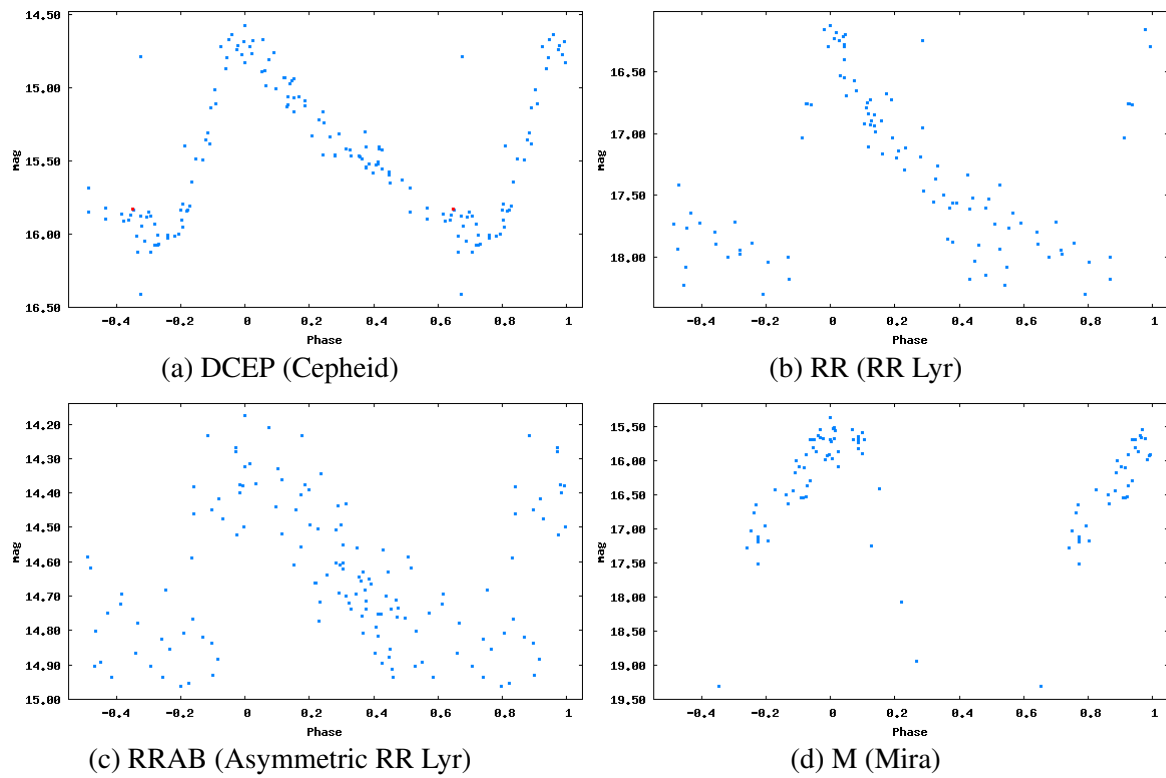 14.50
15.00
15.50
16.00
16.50
Mag
-0.4 -0.2 0 0.2 0.4 0.6 0.8 1
Phase
(a) DCEP (Cepheid)
16.50
17.00
17.50
18.00
Mag
-0.4 -0.2 0 0.2 0.4 0.6 0.8 1
Phase
(b) RR (RR Lyr)
14.20
14.30
14.40
14.50
14.60
14.70
14.80
14.90
15.00
Mag
-0.4 -0.2 0 0.2 0.4 0.6 0.8 1
Phase
(c) RRAB (Asymmetric RR Lyr)
15.50
16.00
16.50
17.00
17.50
18.00
18.50
19.00
19.50
Mag
-0.4 -0.2 0 0.2 0.4 0.6 0.8 1
Phase
(d) M (Mira)